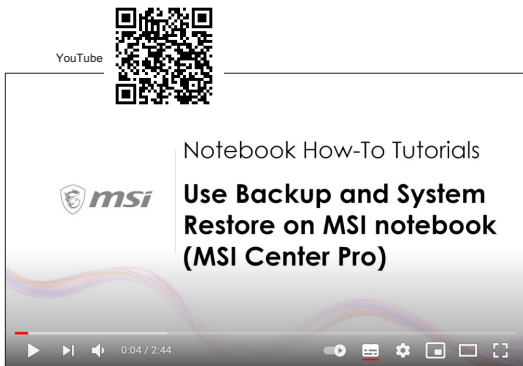 YouTube
Notebook How-To Tutorials
msi
Use Backup and System
Restore on MSI notebook
(MSI Center Pro)
0:04 / 2:44